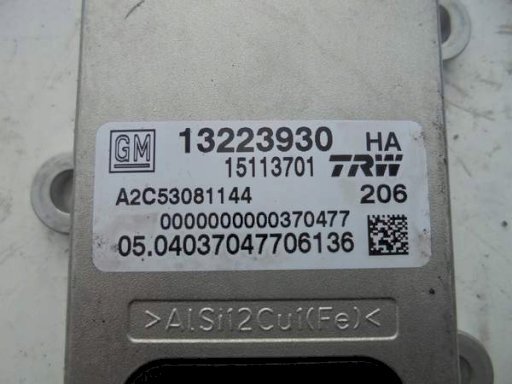 GM 13223930 HA
15113701 TRW
A2C53081144 206
0000000000370477
05.04037047706136
>AlSi12Cu1(Fe)<